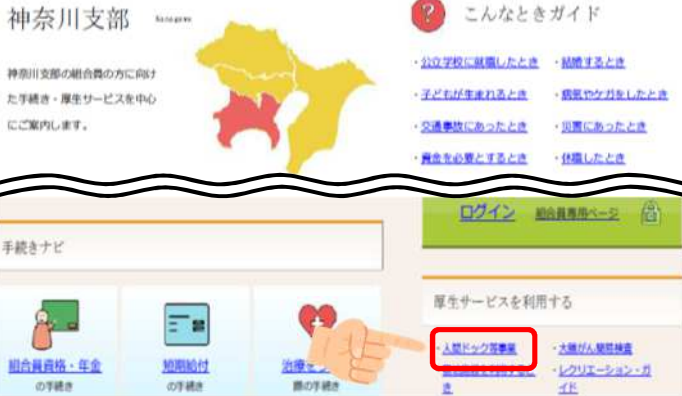 神奈川支部 Kanagawa
神奈川支部の組合員の方に向け
た手続き・厚生サービスを中心
にご案内します。
? こんなときガイド
・公立学校に就職したとき ・結婚するとき
・子どもが生まれるとき ・病気やケガをしたとき
・交通事故にあったとき ・災害にあったとき
・資金を必要とするとき ・休職したとき
ログイン 組合員専用ページ
手続きナビ
組合員資格・年金
の手続き
短期給付
の手続き
治療を
の手続き
厚生サービスを利用する
・人間ドック等事業 ・大腸がん簡易検査
き
・レクリエーション・ガ
イド